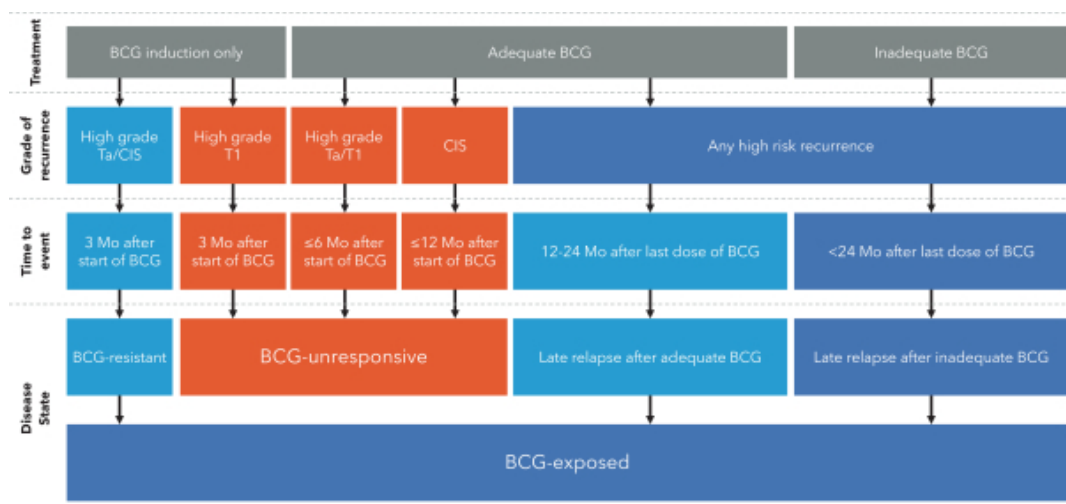 Treatment
BCG induction only
Adequate BCG
Inadequate BCG
Grade of
recurrence
High grade
Ta/CIS
High grade
T1
High grade
Ta/T1
CIS
Any high risk recurrence
Time to
event
3 Mo after
start of BCG
3 Mo after
start of BCG
≤6 Mo after
start of BCG
≤12 Mo after
start of BCG
12-24 Mo after last dose of BCG
<24 Mo after last dose of BCG
Disease
State
BCG-resistant
BCG-unresponsive
Late relapse after adequate BCG
Late relapse after inadequate BCG
BCG-exposed